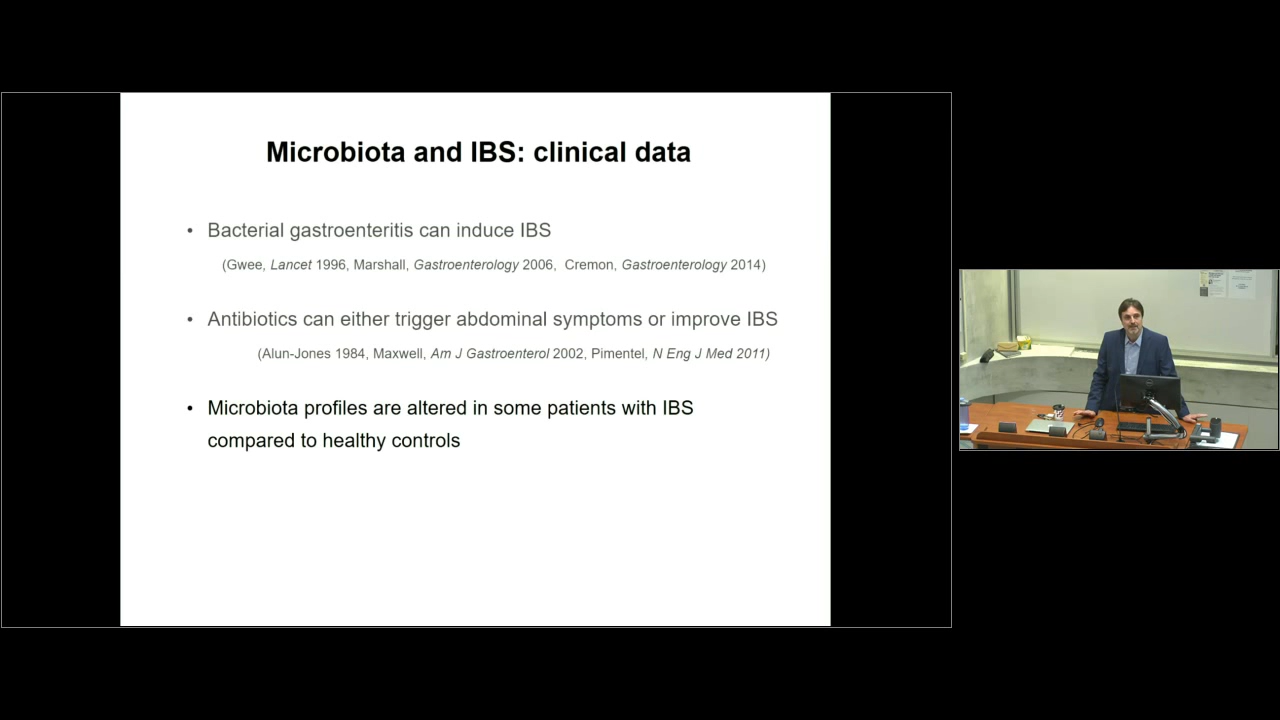 Microbiota and IBS: clinical data
• Bacterial gastroenteritis can induce IBS
(Gwee, Lancet 1996, Marshall, Gastroenterology 2006, Cremon, Gastroenterology 2014)
• Antibiotics can either trigger abdominal symptoms or improve IBS
(Alun-Jones 1984, Maxwell, Am J Gastroenterol 2002, Pimentel, N Eng J Med 2011)
• Microbiota profiles are altered in some patients with IBS
compared to healthy controls